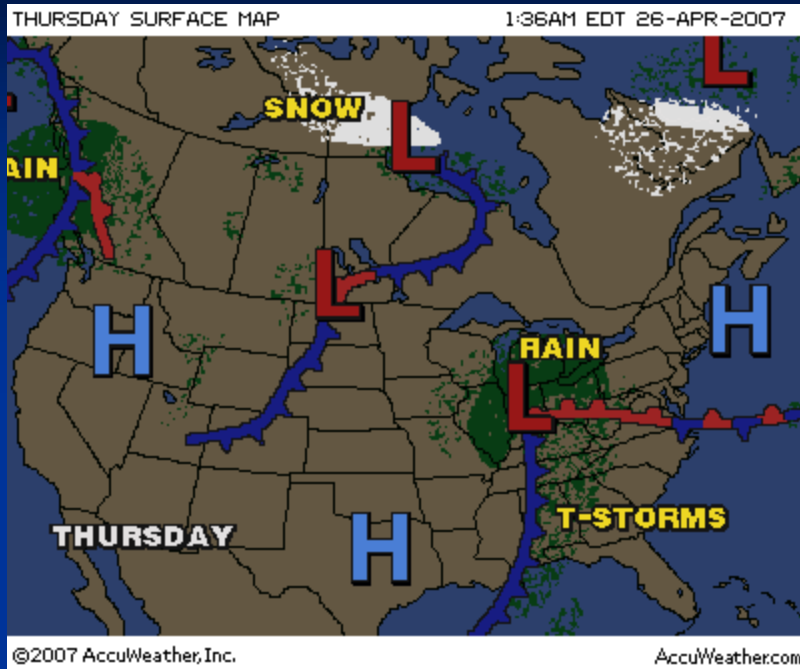 THURSDAY SURFACE MAP 1:36AM EDT 26-APR-2007
L
SNOW
L
AIN
L
H
H
RAIN
L
T-STORMS
THURSDAY
H
©2007 AccuWeather, Inc. AccuWeather.com